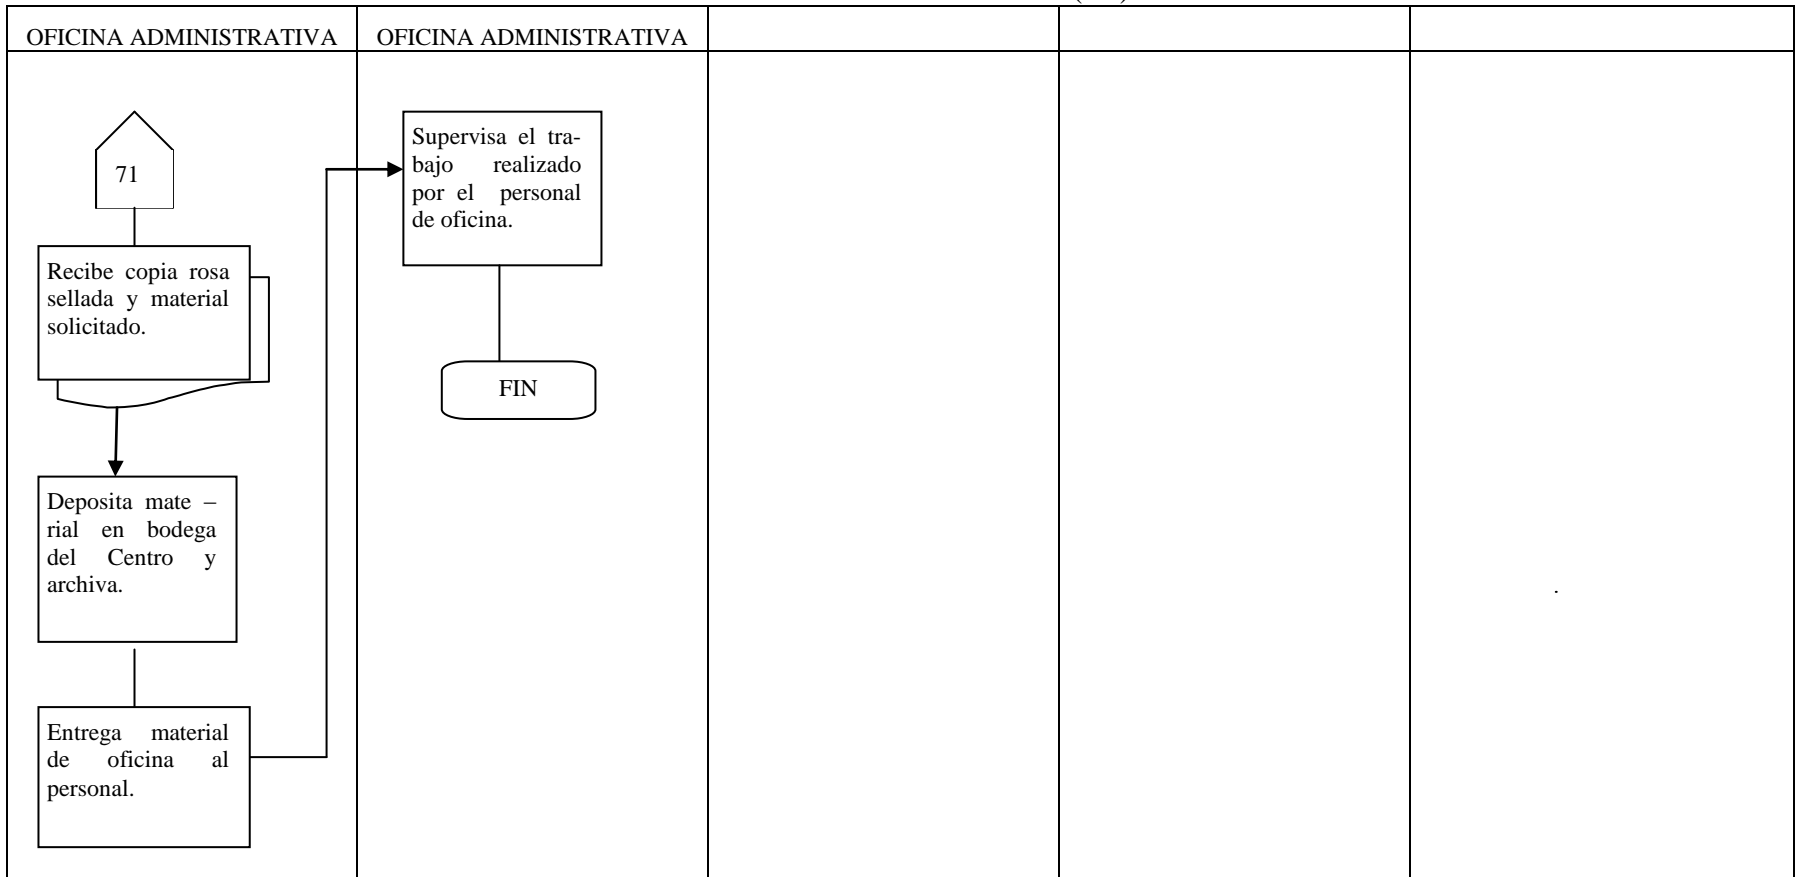 OFICINA ADMINISTRATIVA
OFICINA ADMINISTRATIVA
71
Recibe copia rosa
sellada y material
solicitado.
Deposita mate –
rial en bodega
del Centro y
archiva.
Entrega material
de oficina al
personal.
Supervisa el tra-
bajo realizado
por el personal
de oficina.
FIN
.